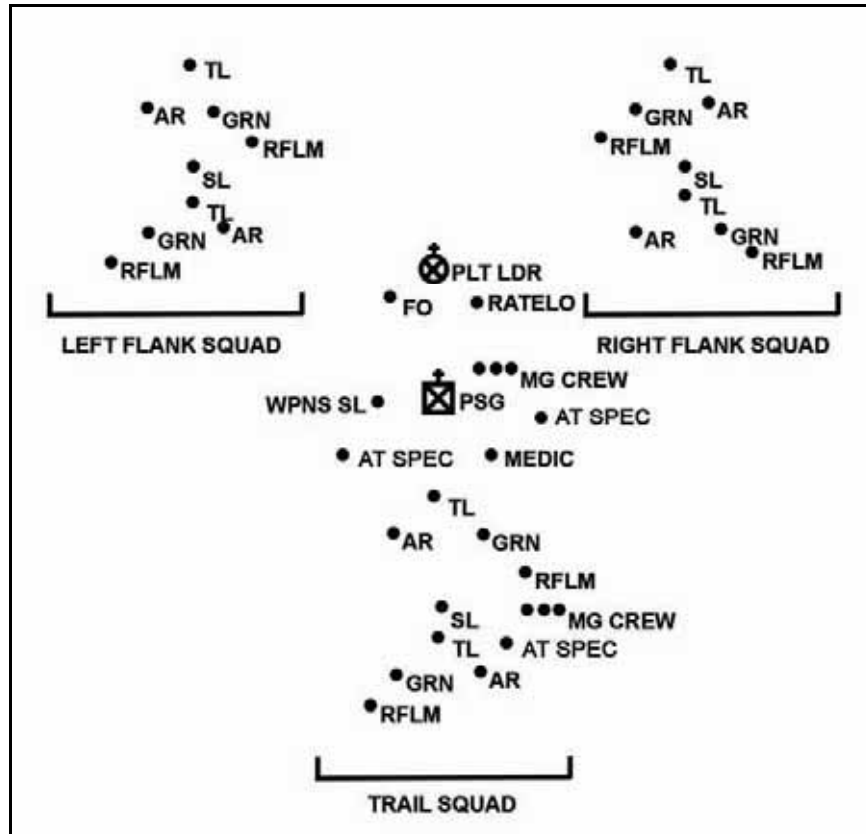 TL
AR
GRN
RFLM
SL
TL
GRN
AR
RFLM
LEFT FLANK SQUAD
TL
GRN
AR
RFLM
SL
TL
AR
GRN
RFLM
RIGHT FLANK SQUAD
PLT LDR
FO
RATELO
MG CREW
WPNS SL
PSG
AT SPEC
AT SPEC
MEDIC
TL
AR
GRN
RFLM
SL
MG CREW
TL
AT SPEC
GRN
AR
RFLM
TRAIL SQUAD